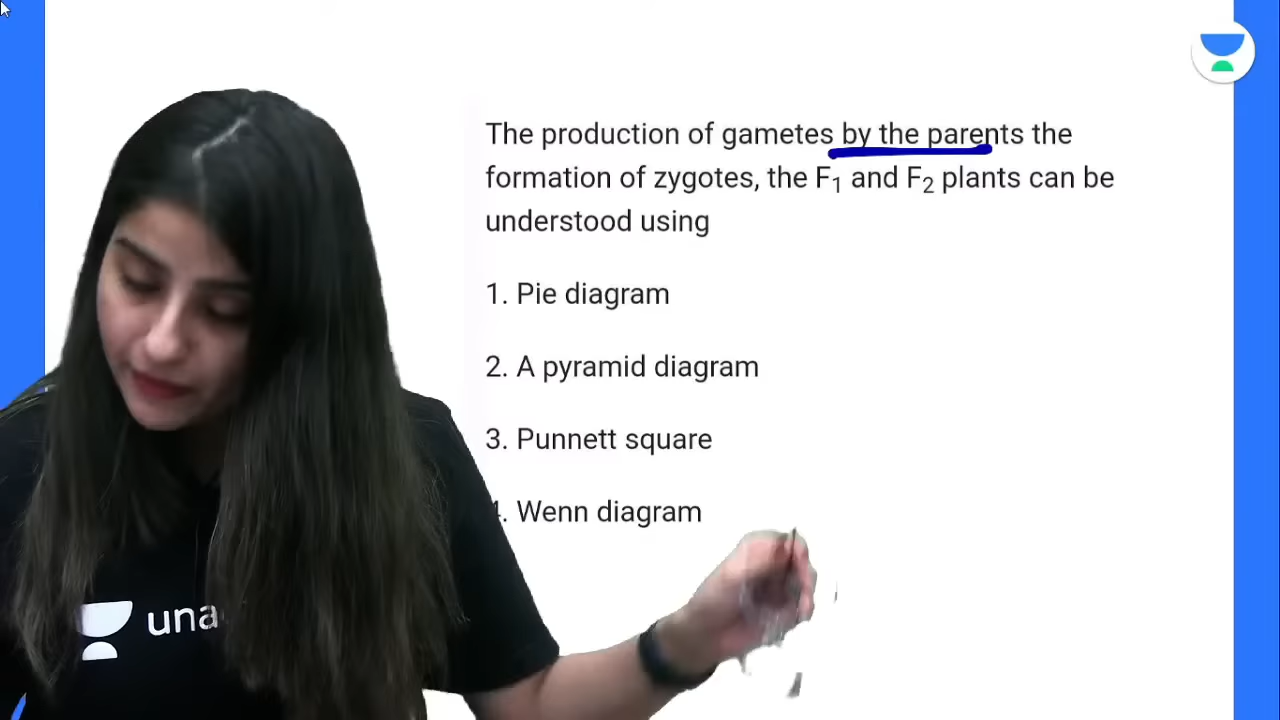 The production of gametes by the parents the
formation of zygotes, the F₁ and F₂ plants can be
understood using
1. Pie diagram
2. A pyramid diagram
3. Punnett square
4. Wenn diagram
una